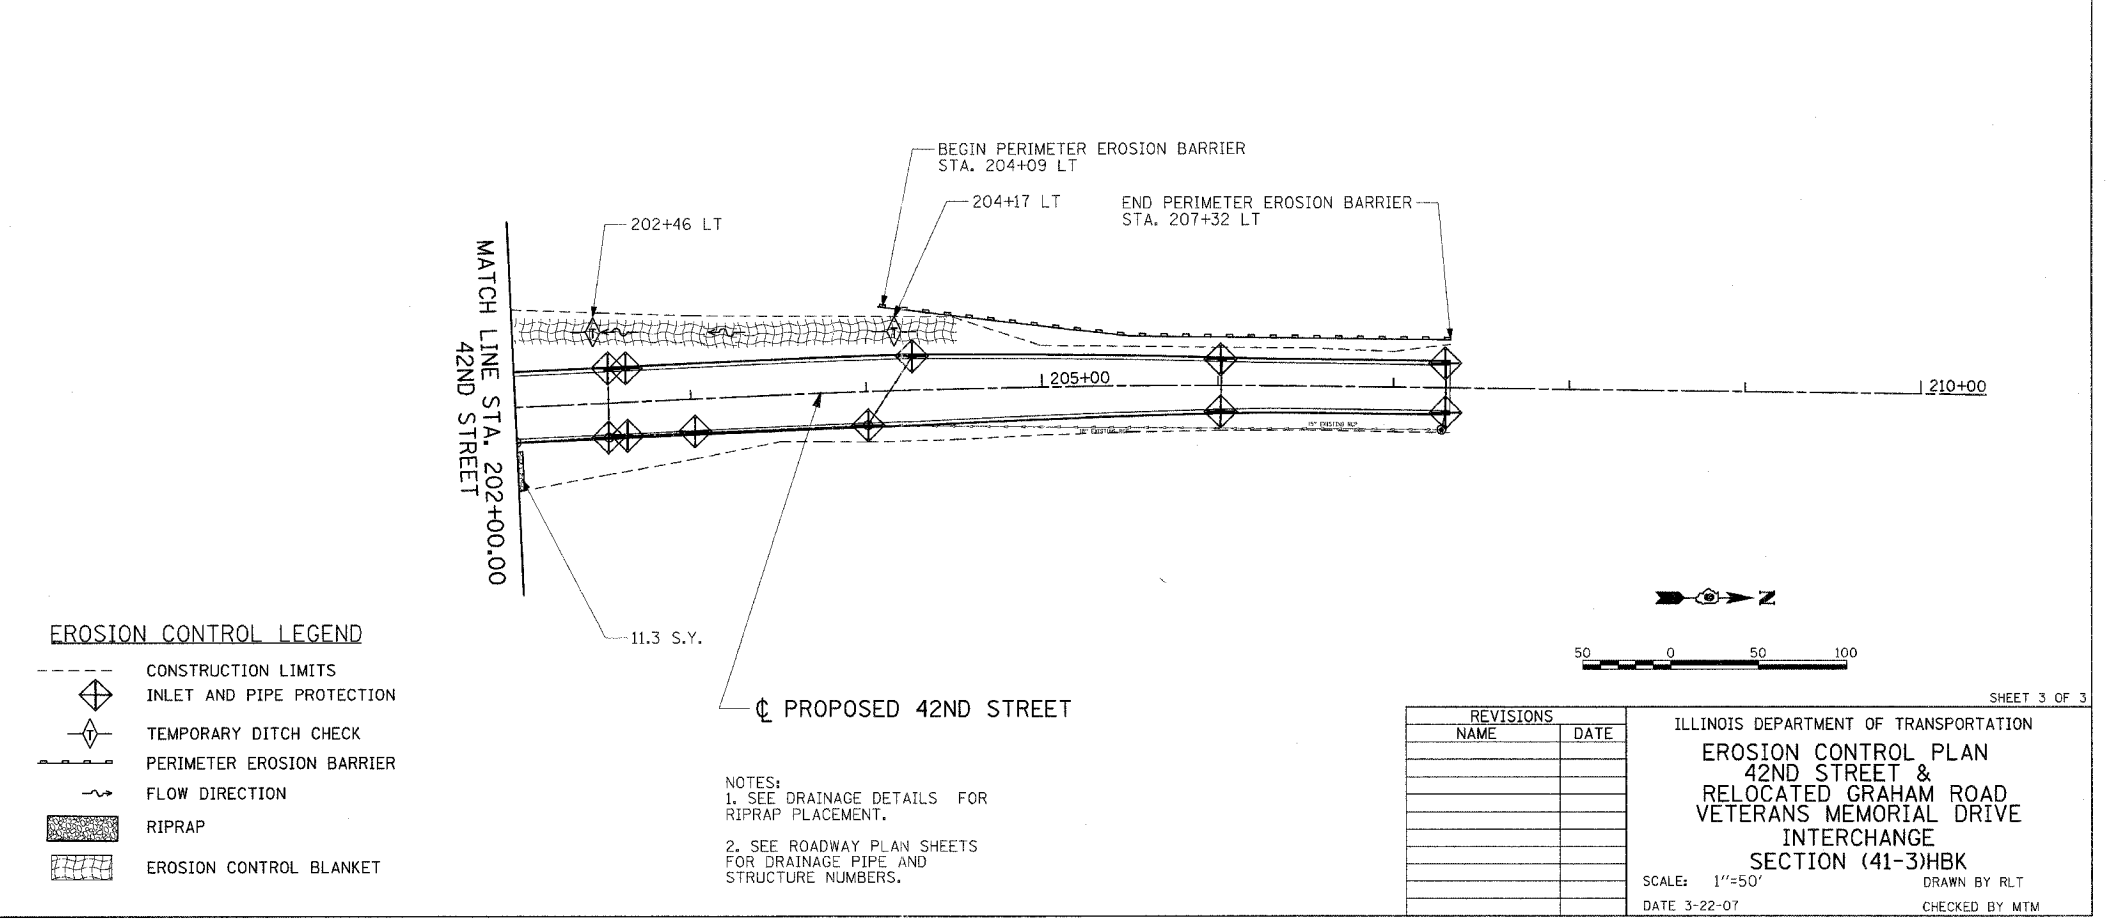 BEGIN PERIMETER EROSION BARRIER
STA. 204+09 LT
204+17 LT
END PERIMETER EROSION BARRIER
STA. 207+32 LT
202+46 LT
MATCH LINE STA. 202+00.00
42ND STREET
205+00
210+00
15" EXISTING RCP
11.3 S.Y.
℄ PROPOSED 42ND STREET
N
50 0 50 100
EROSION CONTROL LEGEND
CONSTRUCTION LIMITS
INLET AND PIPE PROTECTION
T TEMPORARY DITCH CHECK
PERIMETER EROSION BARRIER
FLOW DIRECTION
RIPRAP
EROSION CONTROL BLANKET
NOTES:
1. SEE DRAINAGE DETAILS FOR
RIPRAP PLACEMENT.
2. SEE ROADWAY PLAN SHEETS
FOR DRAINAGE PIPE AND
STRUCTURE NUMBERS.
SHEET 3 OF 3
REVISIONS
NAME DATE
ILLINOIS DEPARTMENT OF TRANSPORTATION
EROSION CONTROL PLAN
42ND STREET &
RELOCATED GRAHAM ROAD
VETERANS MEMORIAL DRIVE
INTERCHANGE
SECTION (41-3)HBK
SCALE: 1"=50' DRAWN BY RLT
DATE 3-22-07 CHECKED BY MTM